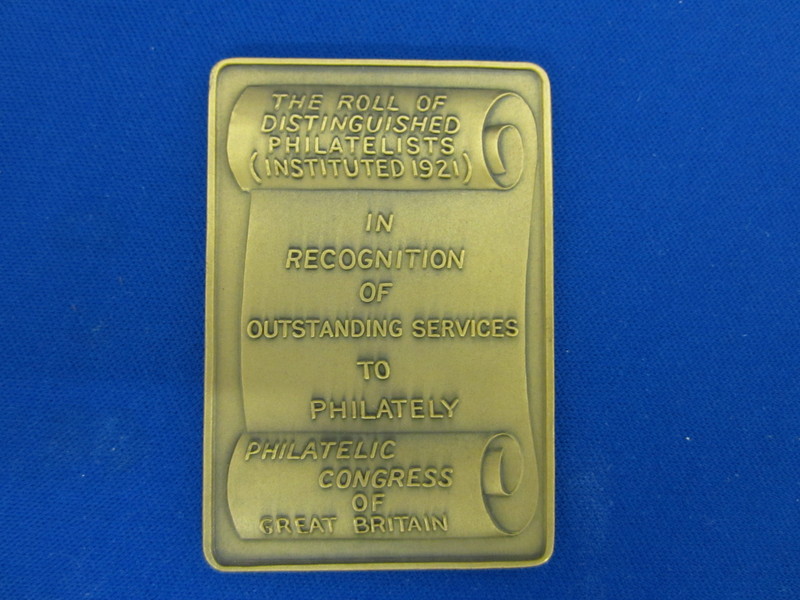 THE ROLL OF
DISTINGUISHED
PHILATELISTS
(INSTITUTED 1921)
IN
RECOGNITION
OF
OUTSTANDING SERVICES
TO
PHILATELY
PHILATELIC
CONGRESS
OF
GREAT BRITAIN